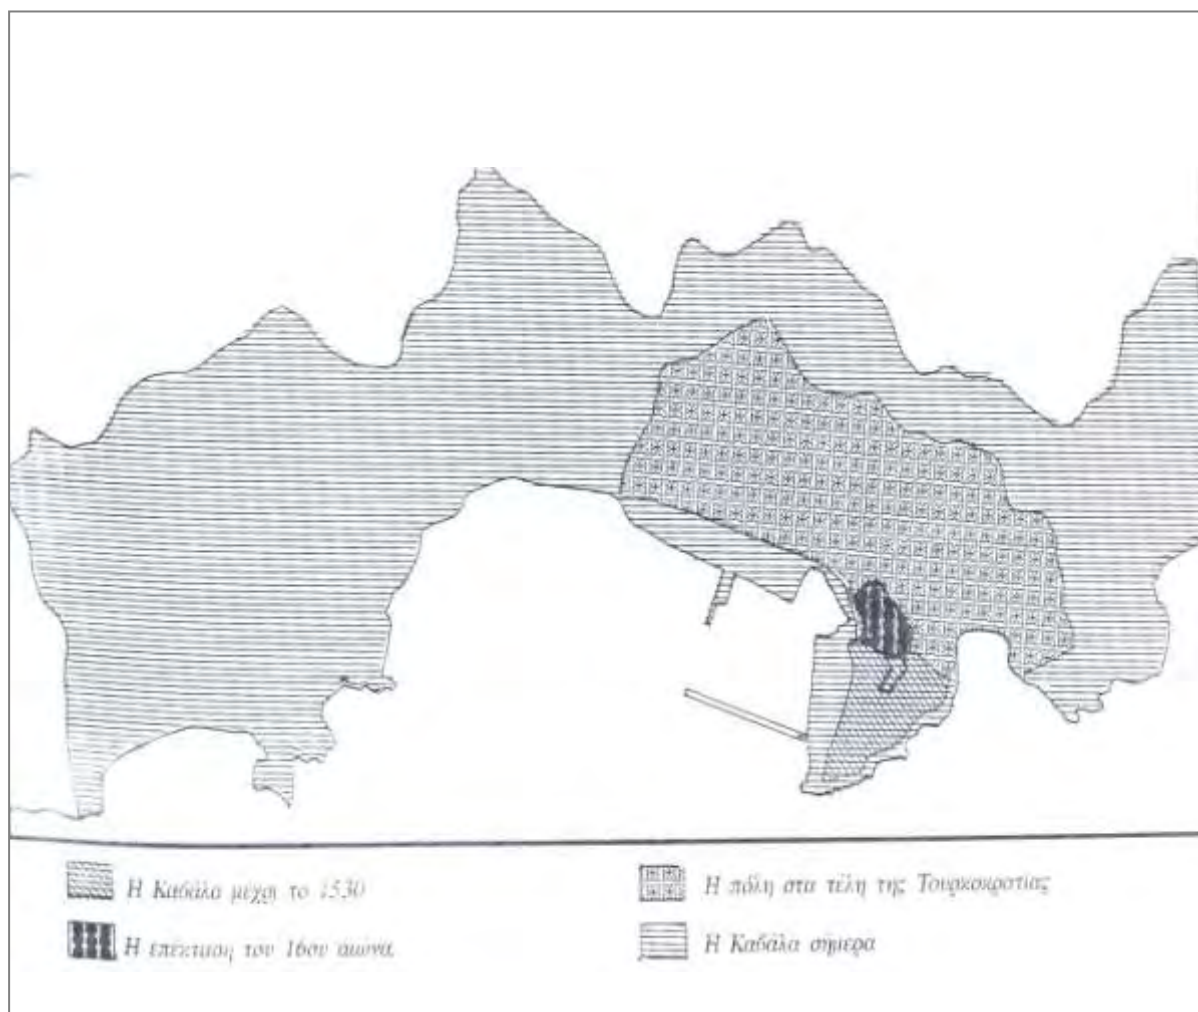 Η Καβάλα μέχρι το 1530
Η επέκταση του 16ου αιώνα
Η πόλη στα τέλη της Τουρκοκρατίας
Η Καβάλα σήμερα